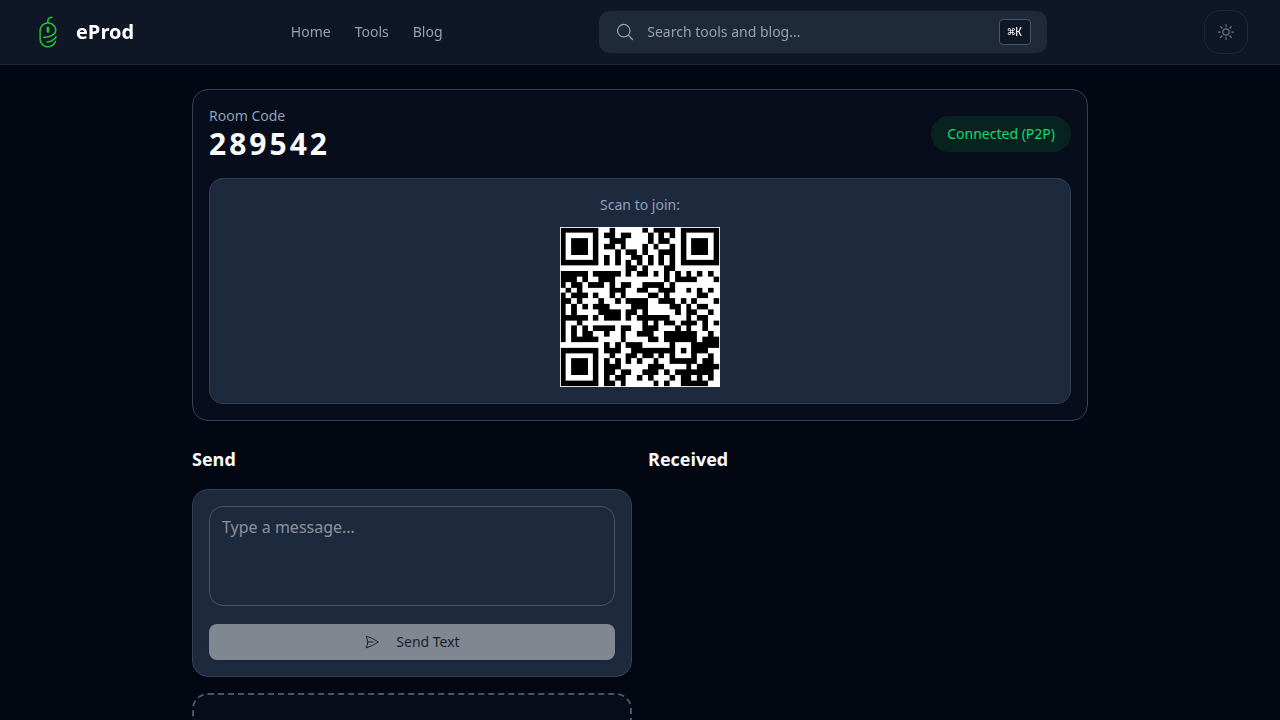 eProd
Home
Tools
Blog
Search tools and blog...
⌘K
Room Code
289542
Connected (P2P)
Scan to join:
Send
Received
Type a message...
Send Text